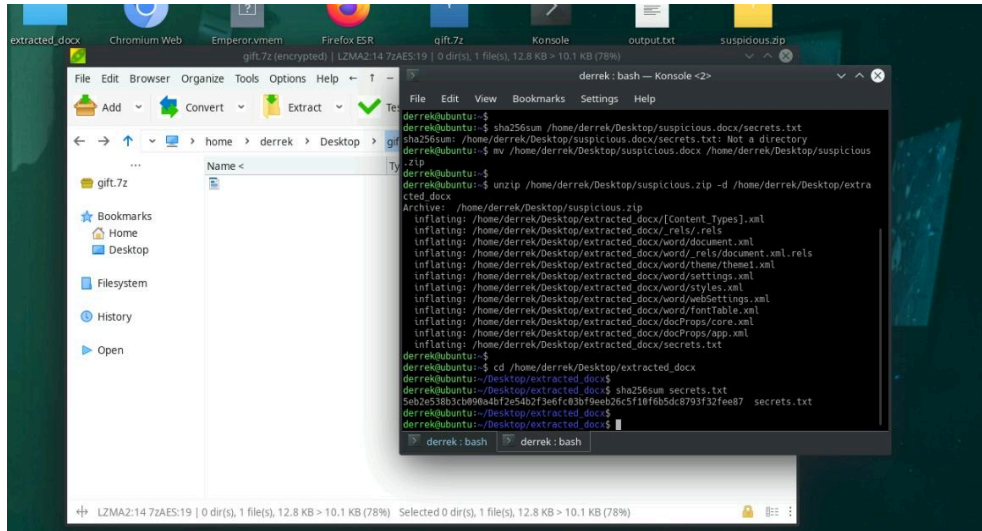 extracted_docx Chromium Web Emperor.vmem Firefox ESR gift.7z Konsole output.txt suspicious.zip
gift.7z (encrypted) | LZMA2:14 7zAES:19 | 0 dir(s), 1 file(s), 12.8 KB > 10.1 KB (78%)
File Edit Browser Organize Tools Options Help
Add Convert Extract
home > derrek > Desktop >
Name <
...
gift.7z
Bookmarks
Home
Desktop
Filesystem
History
Open
LZMA2:14 7zAES:19 | 0 dir(s), 1 file(s), 12.8 KB > 10.1 KB (78%) Selected 0 dir(s), 1 file(s), 12.8 KB > 10.1 KB (78%)
derrek : bash — Konsole <2>
File Edit View Bookmarks Settings Help
derrek@ubuntu:~$
derrek@ubuntu:~$ sha256sum /home/derrek/Desktop/suspicious.docx/secrets.txt
sha256sum: /home/derrek/Desktop/suspicious.docx/secrets.txt: Not a directory
derrek@ubuntu:~$ mv /home/derrek/Desktop/suspicious.docx /home/derrek/Desktop/suspicious
.zip
derrek@ubuntu:~$
derrek@ubuntu:~$ unzip /home/derrek/Desktop/suspicious.zip -d /home/derrek/Desktop/extra
cted_docx
Archive: /home/derrek/Desktop/suspicious.zip
inflating: /home/derrek/Desktop/extracted_docx/[Content_Types].xml
inflating: /home/derrek/Desktop/extracted_docx/_rels/.rels
inflating: /home/derrek/Desktop/extracted_docx/word/document.xml
inflating: /home/derrek/Desktop/extracted_docx/word/_rels/document.xml.rels
inflating: /home/derrek/Desktop/extracted_docx/word/theme/theme1.xml
inflating: /home/derrek/Desktop/extracted_docx/word/settings.xml
inflating: /home/derrek/Desktop/extracted_docx/word/styles.xml
inflating: /home/derrek/Desktop/extracted_docx/word/webSettings.xml
inflating: /home/derrek/Desktop/extracted_docx/word/fontTable.xml
inflating: /home/derrek/Desktop/extracted_docx/docProps/core.xml
inflating: /home/derrek/Desktop/extracted_docx/docProps/app.xml
inflating: /home/derrek/Desktop/extracted_docx/secrets.txt
derrek@ubuntu:~$
derrek@ubuntu:~$ cd /home/derrek/Desktop/extracted_docx
derrek@ubuntu:~/Desktop/extracted_docx$
derrek@ubuntu:~/Desktop/extracted_docx$ sha256sum secrets.txt
5eb2e538b3cb090a4bf2e54b2f3e6fc03bf9eeb26c5f10f6b5dc8793f32fee87 secrets.txt
derrek@ubuntu:~/Desktop/extracted_docx$
derrek@ubuntu:~/Desktop/extracted_docx$
derrek : bash derrek : bash